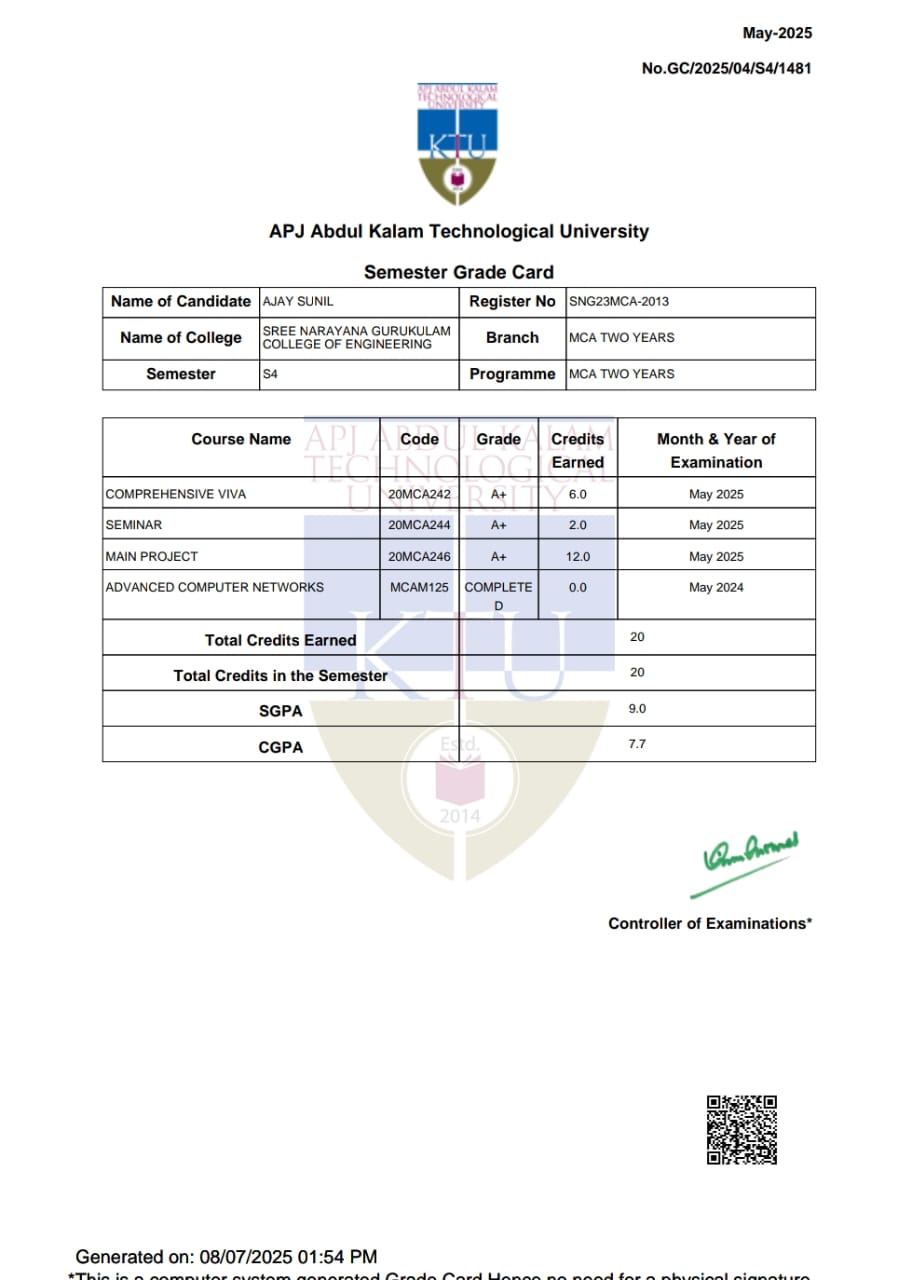 May-2025
No.GC/2025/04/S4/1481
API ABDUL KALAM
TECHNOLOGICAL
UNIVERSITY
KTU
APJ Abdul Kalam Technological University
Semester Grade Card
Name of Candidate AJAY SUNIL Register No SNG23MCA-2013
Name of College SREE NARAYANA GURUKULAM COLLEGE OF ENGINEERING Branch MCA TWO YEARS
Semester S4 Programme MCA TWO YEARS
APJ ABDUL KALAM
TECHNOLOGICAL
UNIVERSITY
KTU
Estd.
2014
Course Name Code Grade Credits Earned Month & Year of Examination
COMPREHENSIVE VIVA 20MCA242 A+ 6.0 May 2025
SEMINAR 20MCA244 A+ 2.0 May 2025
MAIN PROJECT 20MCA246 A+ 12.0 May 2025
ADVANCED COMPUTER NETWORKS MCAM125 COMPLETED 0.0 May 2024
Total Credits Earned 20
Total Credits in the Semester 20
SGPA 9.0
CGPA 7.7
Controller of Examinations*
Generated on: 08/07/2025 01:54 PM
*This is a computer system generated Grade Card Hence no need for a physical signature